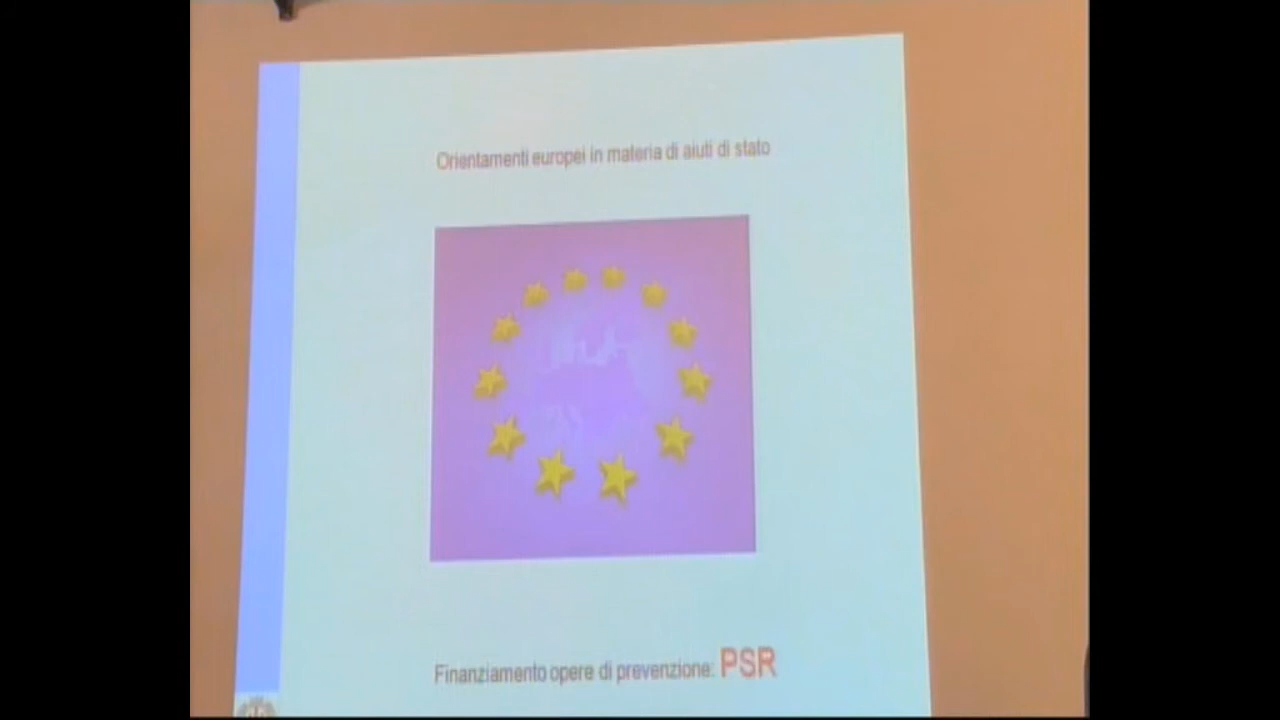 Orientamenti europei in materia di aiuti di stato
Finanziamento opere di prevenzione: PSR